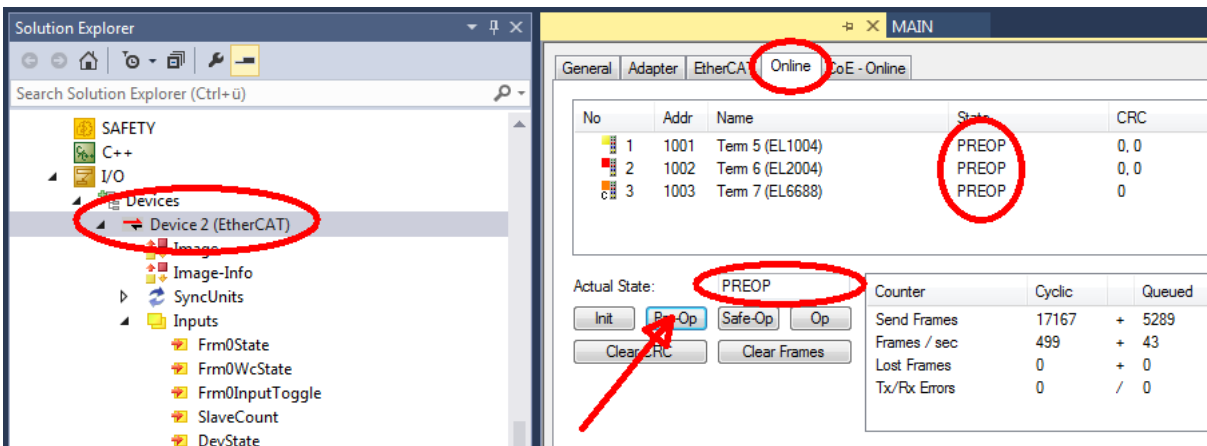 Solution Explorer
Search Solution Explorer (Ctrl+ü)
SAFETY
C++
I/O
Devices
Device 2 (EtherCAT)
Image
Image-Info
SyncUnits
Inputs
Frm0State
Frm0WcState
Frm0InputToggle
SlaveCount
DevState
MAIN
General Adapter EtherCAT Online CoE - Online
No Addr Name State CRC
1 1001 Term 5 (EL1004) PREOP 0, 0
2 1002 Term 6 (EL2004) PREOP 0, 0
3 1003 Term 7 (EL6688) PREOP 0
Actual State: PREOP
Init Pre-Op Safe-Op Op
Clear CRC Clear Frames
Counter Cyclic Queued
Send Frames 17167 + 5289
Frames / sec 499 + 43
Lost Frames 0 + 0
Tx/Rx Errors 0 / 0